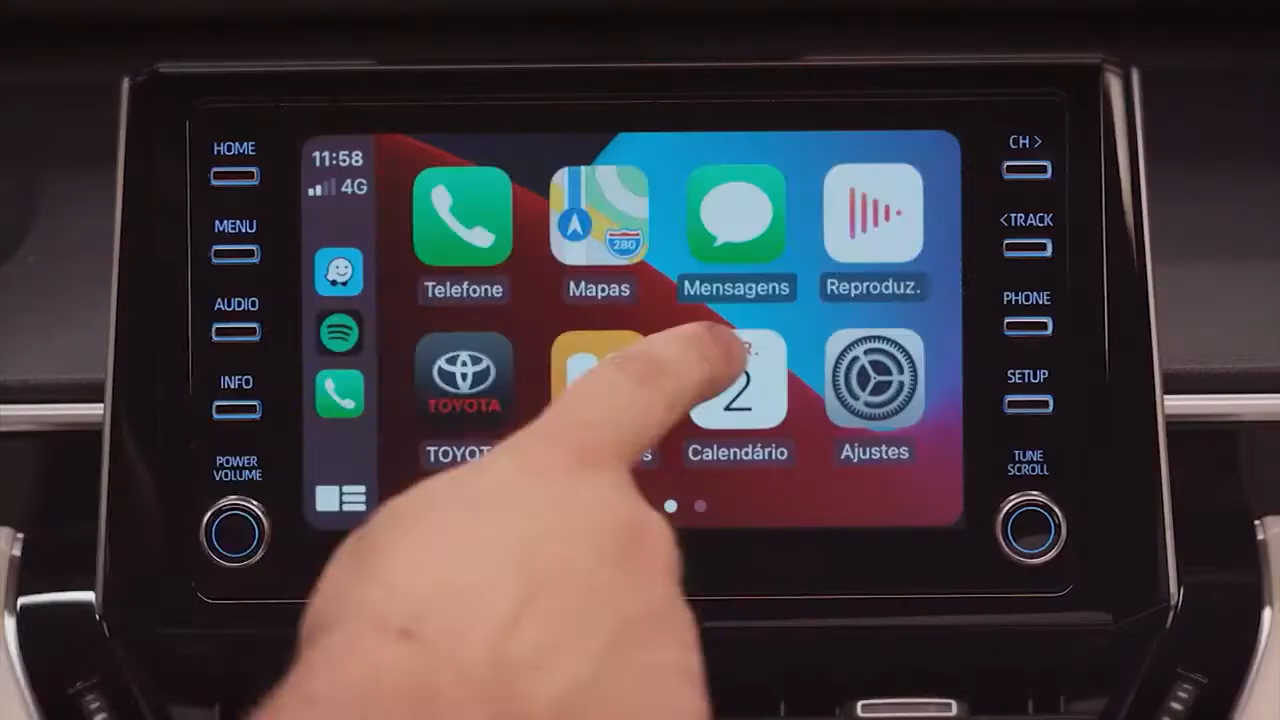 HOME
MENU
AUDIO
INFO
POWER
VOLUME
11:58
4G
280
Telefone
Mapas
Mensagens
Reproduz.
TOYOTA
2
Calendário
Ajustes
CH >
< TRACK
PHONE
SETUP
TUNE
SCROLL